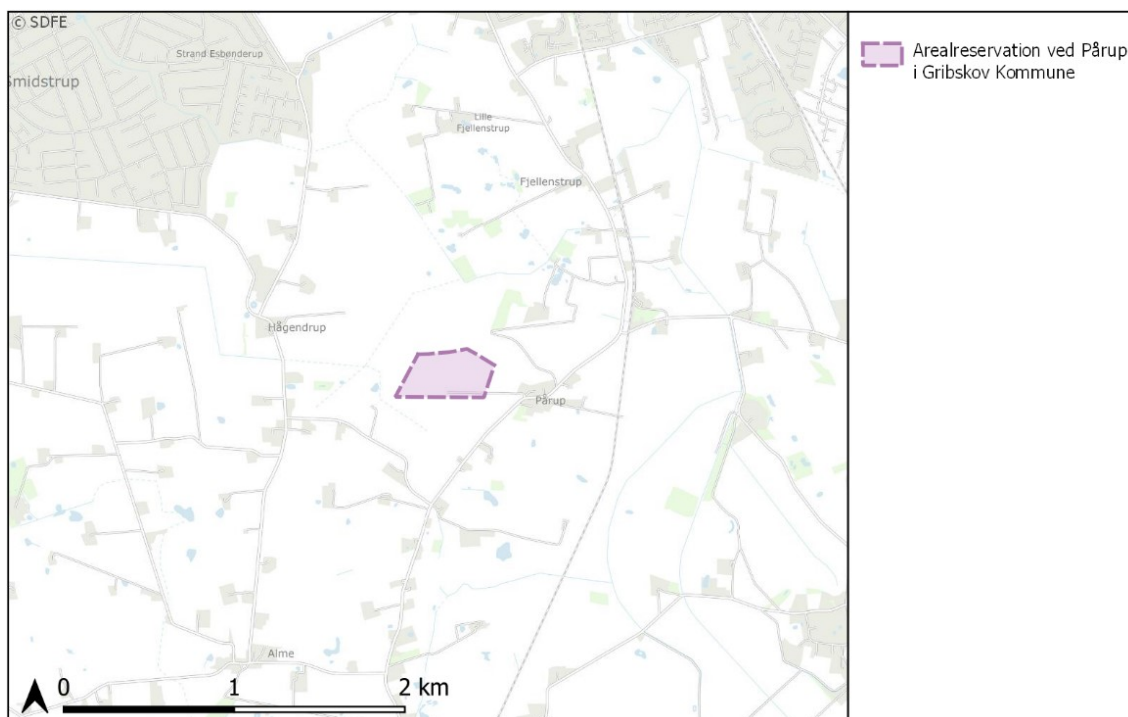 © SDFE
Strand Esbønderup
Smidstrup
Lille
Fjellenstrup
Fjellenstrup
Hågendrup
Pårup
Alme
0 1 2 km
Arealreservation ved Pårup
i Gribskov Kommune